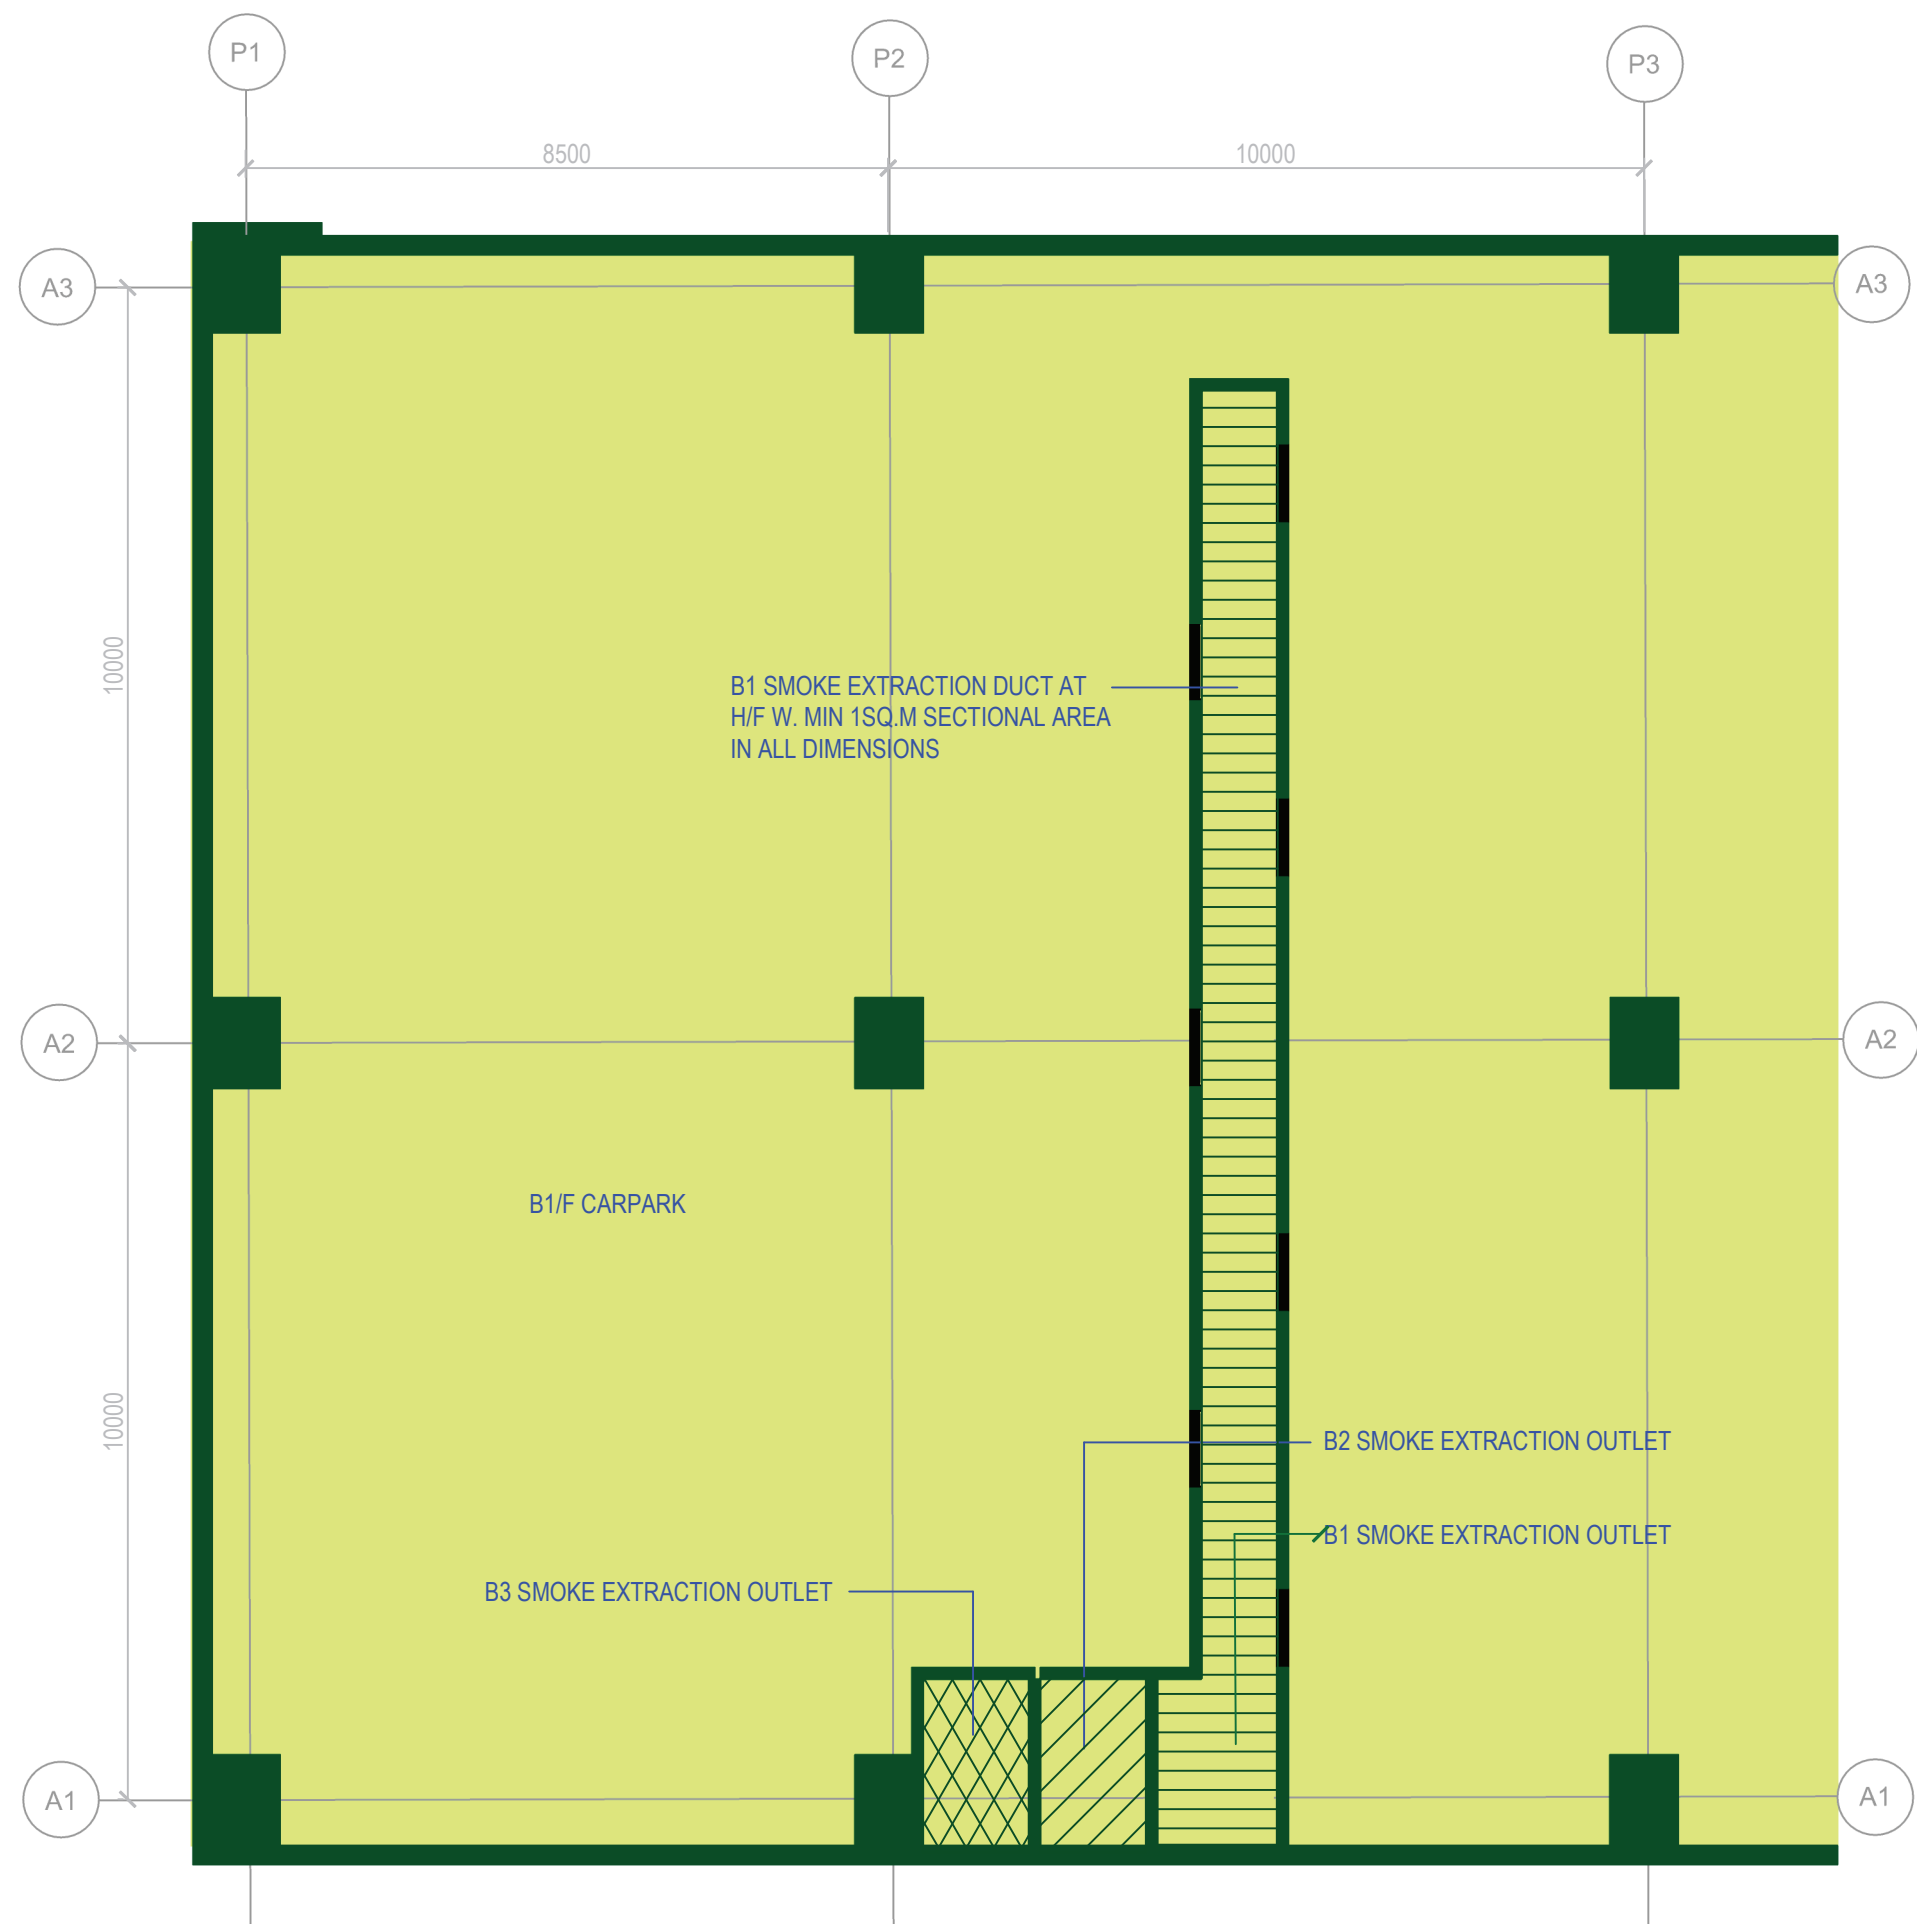 P1
P2
P3
8500
10000
A3
A3
10000
B1 SMOKE EXTRACTION DUCT AT
H/F W. MIN 1SQ.M SECTIONAL AREA
IN ALL DIMENSIONS
A2
A2
B1/F CARPARK
10000
B2 SMOKE EXTRACTION OUTLET
B1 SMOKE EXTRACTION OUTLET
B3 SMOKE EXTRACTION OUTLET
A1
A1